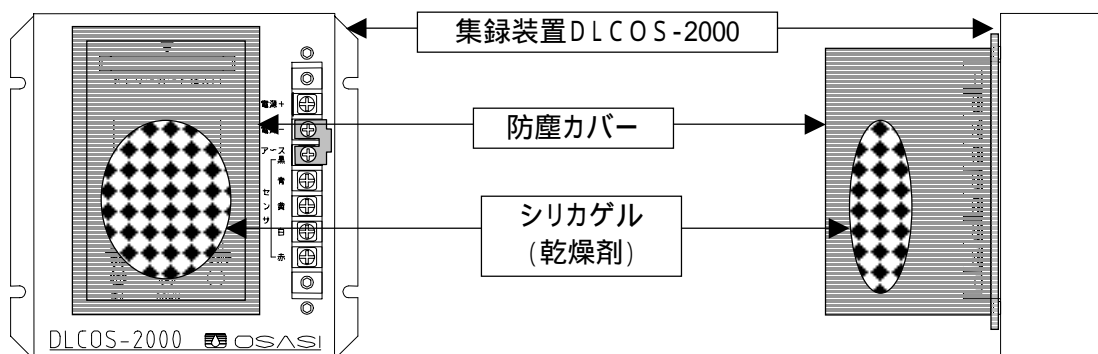 集録装置DLCOS-2000
防塵カバー
シリカゲル
(乾燥剤)
電源+
アース
黒
青
黄
白
赤
センサ
DLCOS-2000 OSASI